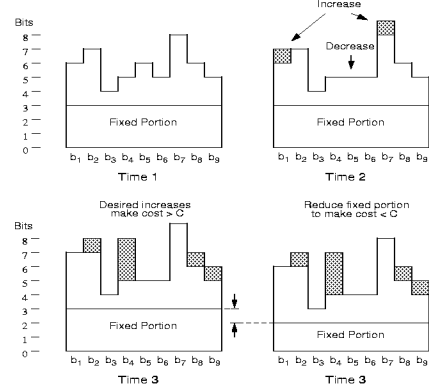 Bits
8
7
6
5
4
3
2
1
0
Fixed Portion
b1 b2 b3 b4 b5 b6 b7 b8 b9
Time 1
Increase
Decrease
Fixed Portion
b1 b2 b3 b4 b5 b6 b7 b8 b9
Time 2
Desired increases
make cost > C
Bits
8
7
6
5
4
3
2
1
0
Fixed Portion
b1 b2 b3 b4 b5 b6 b7 b8 b9
Time 3
Reduce fixed portion
to make cost < C
Fixed Portion
b1 b2 b3 b4 b5 b6 b7 b8 b9
Time 3